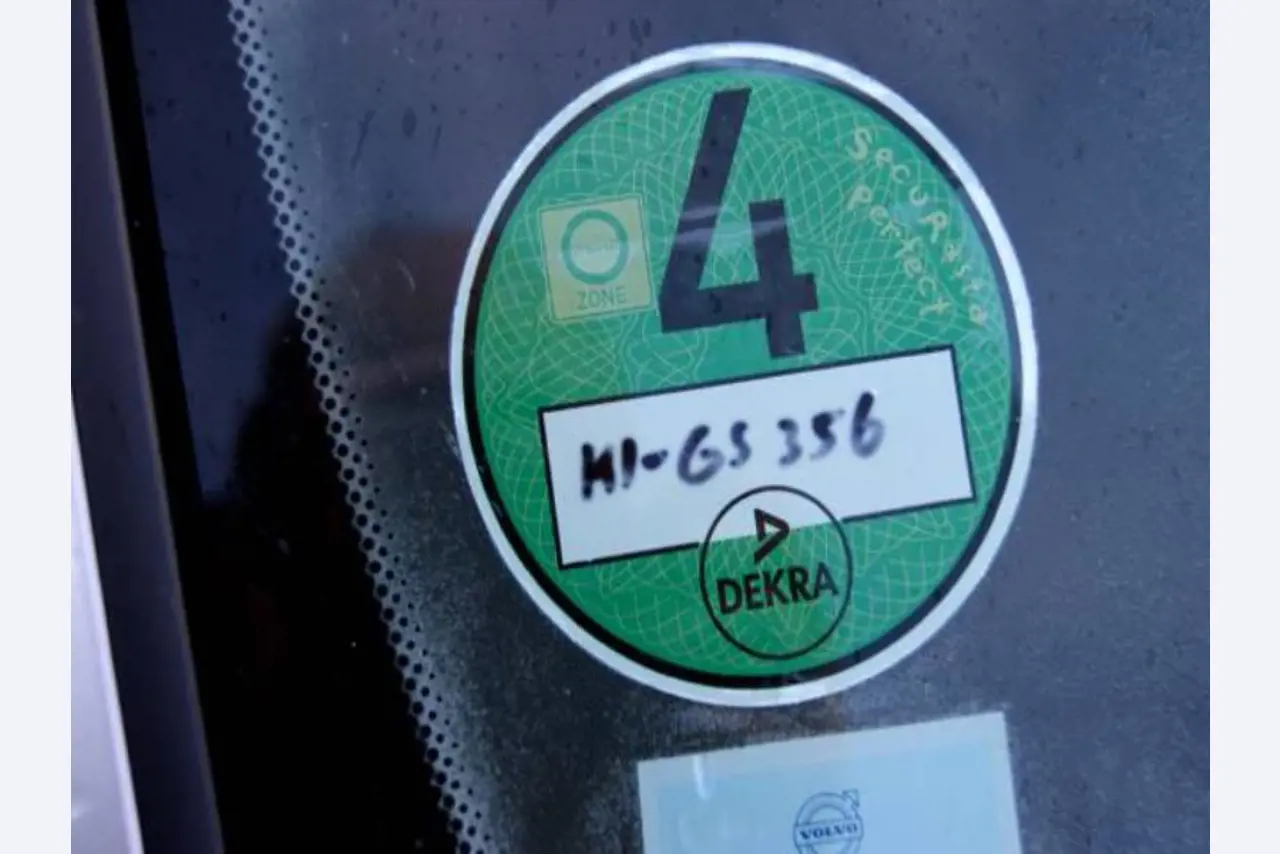 4
SecuRasta
perfect
ZONE
HI-GS 356
DEKRA
VOLVO